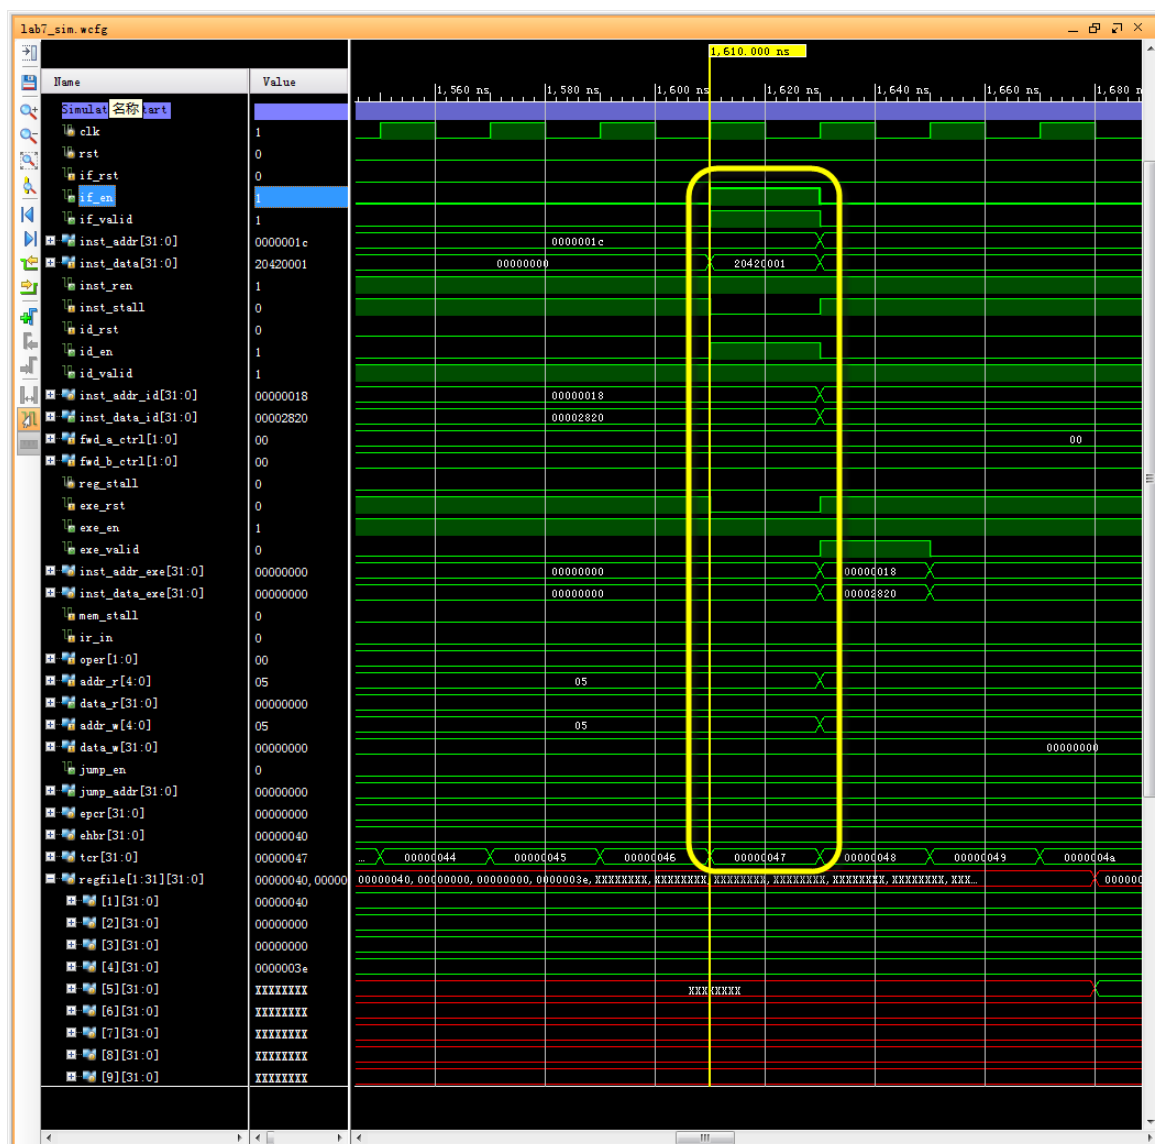 lab7_sim.wcfg
1,610.000 ns
Name Value
1,560 ns 1,580 ns 1,600 ns 1,620 ns 1,640 ns 1,660 ns 1,680 n
Simulat 名称 tart
clk 1
rst 0
if_rst 0
if_en 1
if_valid 1
inst_addr[31:0] 0000001c 0000001c
inst_data[31:0] 20420001 00000000 20420001
inst_ren 1
inst_stall 0
id_rst 0
id_en 1
id_valid 1
inst_addr_id[31:0] 00000018 00000018
inst_data_id[31:0] 00002820 00002820
fwd_a_ctrl[1:0] 00 00
fwd_b_ctrl[1:0] 00
reg_stall 0
exe_rst 0
exe_en 1
exe_valid 0
inst_addr_exe[31:0] 00000000 00000000 00000018
inst_data_exe[31:0] 00000000 00000000 00002820
mem_stall 0
ir_in 0
oper[1:0] 00
addr_r[4:0] 05 05
data_r[31:0] 00000000
addr_w[4:0] 05 05
data_w[31:0] 00000000 00000000
jump_en 0
jump_addr[31:0] 00000000
epcr[31:0] 00000000
ehbr[31:0] 00000040
tcr[31:0] 00000047 ... 00000044 00000045 00000046 00000047 00000048 00000049 0000004a
regfile[1:31][31:0] 00000040,00000 00000040, 00000000, 00000000, 0000003e, XXXXXXXX, XXXXXXXX, XXXXXXXX, XXXXXXXX, XXXXXXXX, XXXXXXXX, XXX... 000000
[1][31:0] 00000040
[2][31:0] 00000000
[3][31:0] 00000000
[4][31:0] 0000003e
[5][31:0] XXXXXXXX XXXXXXXX
[6][31:0] XXXXXXXX
[7][31:0] XXXXXXXX
[8][31:0] XXXXXXXX
[9][31:0] XXXXXXXX